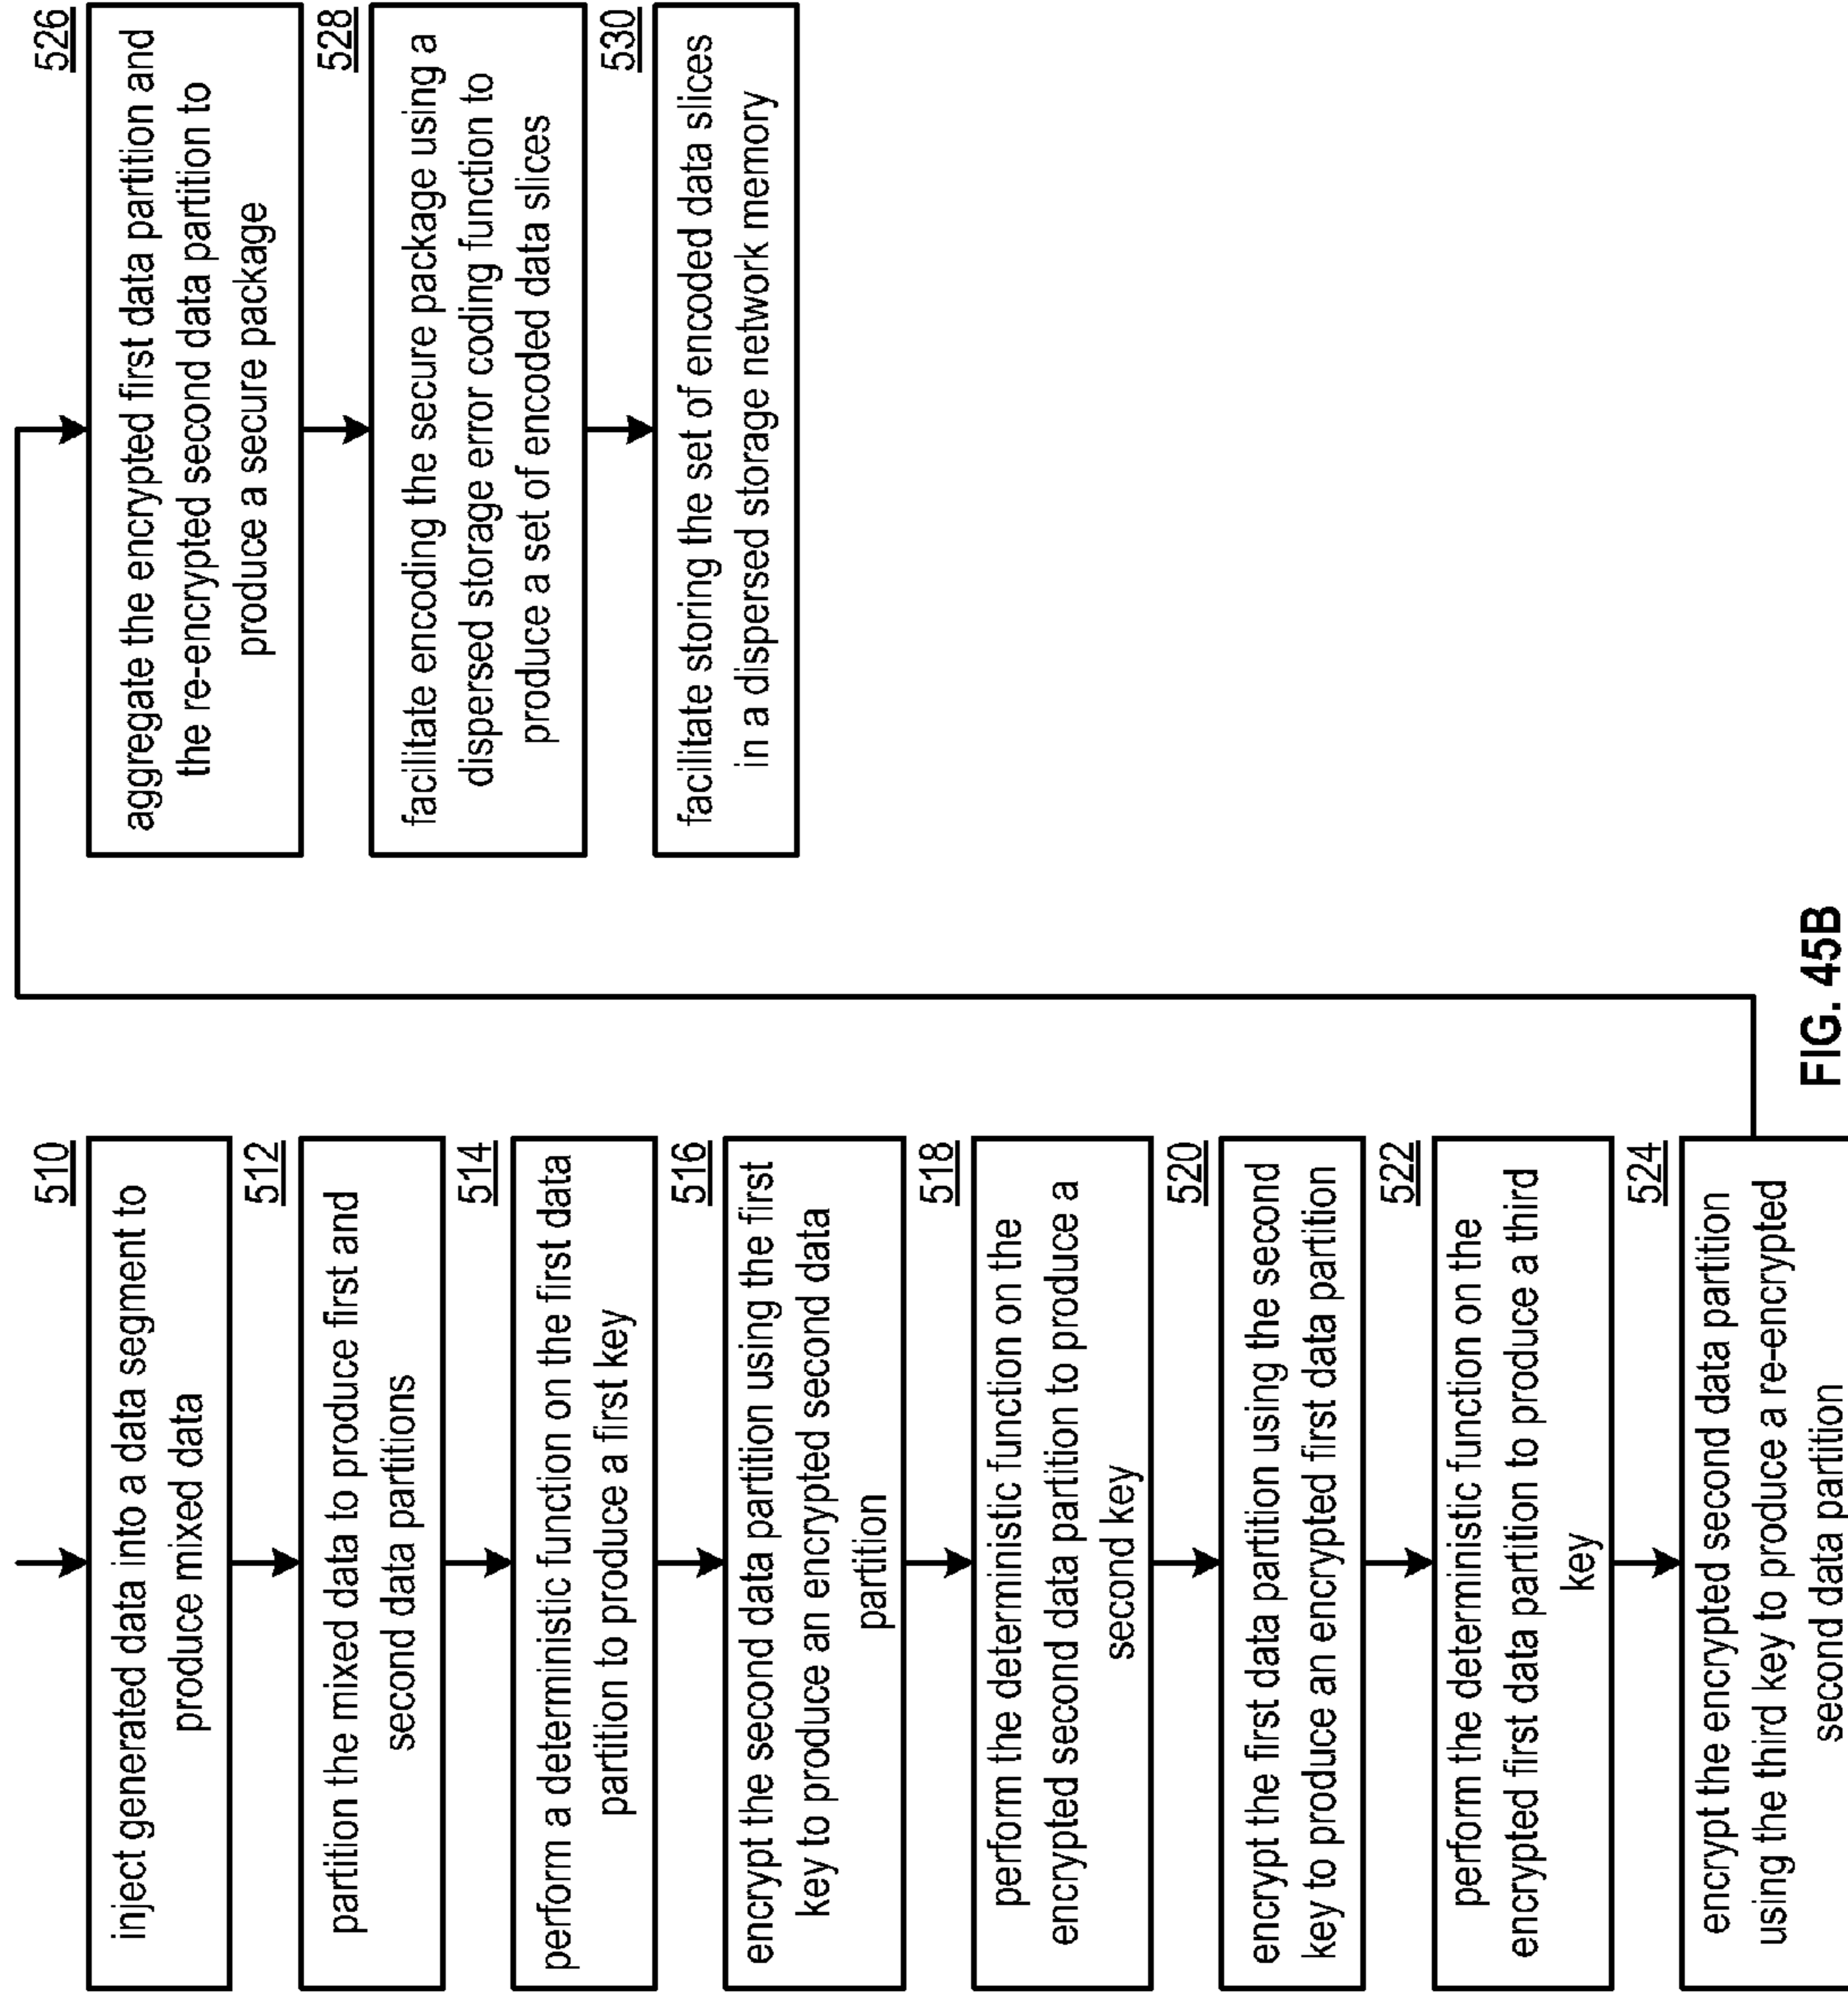 510
inject generated data into a data segment to
produce mixed data
512
partition the mixed data to produce first and
second data partitions
514
perform a deterministic function on the first data
partition to produce a first key
516
encrypt the second data partition using the first
key to produce an encrypted second data
partition
518
perform the deterministic function on the
encrypted second data partition to produce a
second key
520
encrypt the first data partition using the second
key to produce an encrypted first data partition
522
perform the deterministic function on the
encrypted first data partition to produce a third
key
524
encrypt the encrypted second data partition
using the third key to produce a re-encrypted
second data partition
526
aggregate the encrypted first data partition and
the re-encrypted second data partition to
produce a secure package
528
facilitate encoding the secure package using a
dispersed storage error coding function to
produce a set of encoded data slices
530
facilitate storing the set of encoded data slices
in a dispersed storage network memory
FIG. 45B